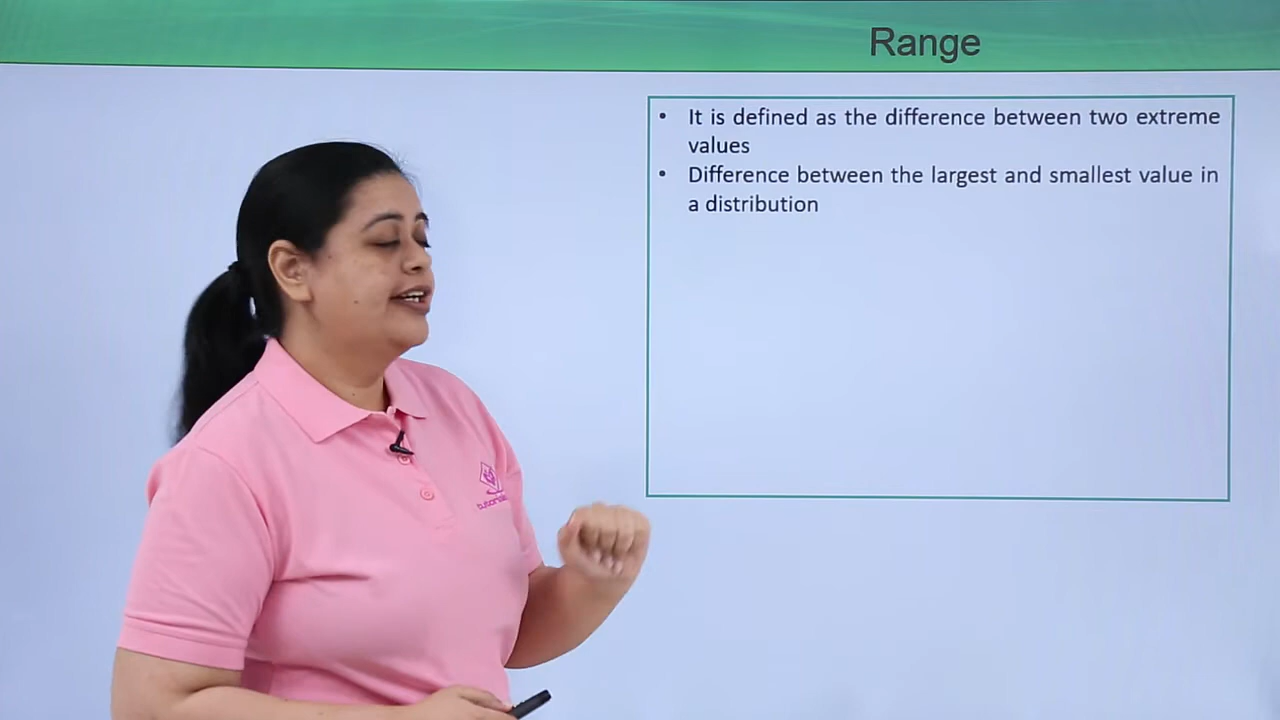 Range
• It is defined as the difference between two extreme
values
• Difference between the largest and smallest value in
a distribution